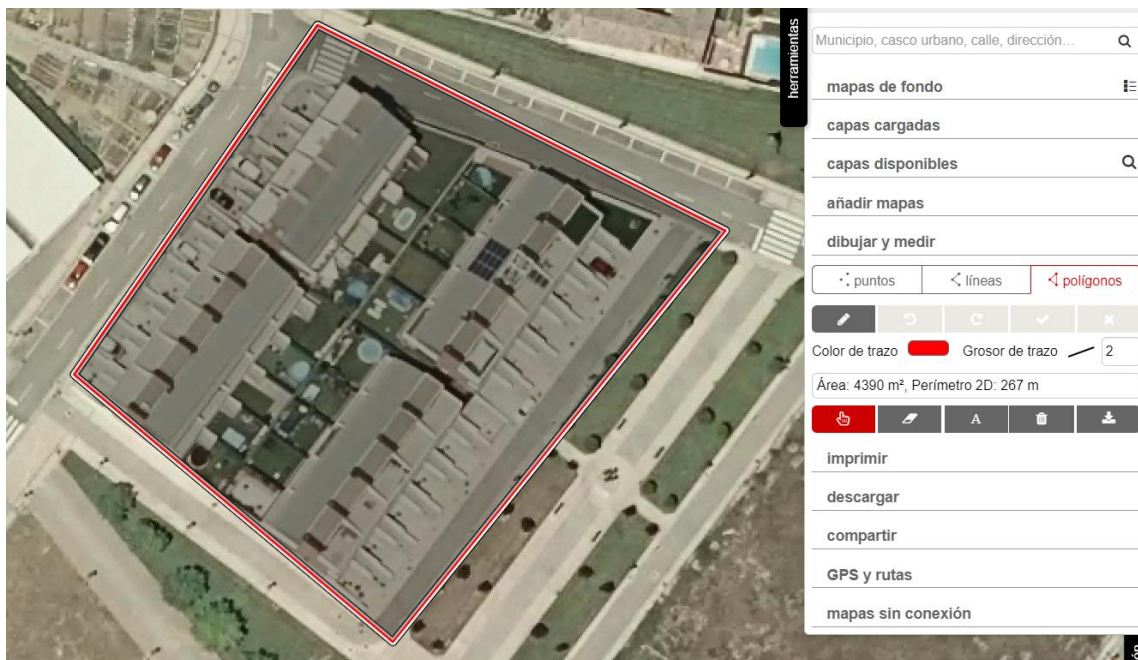 herramientas
Municipio, casco urbano, calle, dirección...
mapas de fondo
capas cargadas
capas disponibles
añadir mapas
dibujar y medir
puntos líneas polígonos
Color de trazo Grosor de trazo 2
Área: 4390 m², Perímetro 2D: 267 m
A
imprimir
descargar
compartir
GPS y rutas
mapas sin conexión